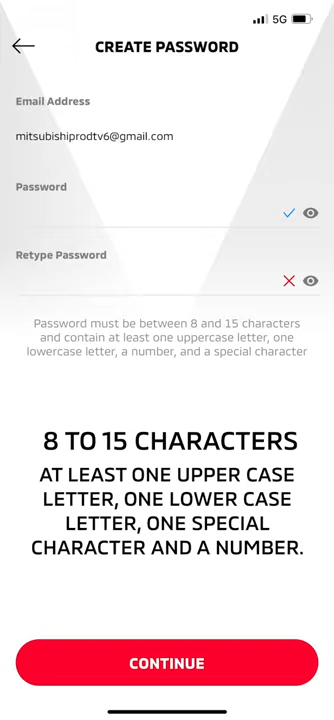 5G
CREATE PASSWORD
Email Address
mitsubishiprodtv6@gmail.com
Password
Retype Password
Password must be between 8 and 15 characters
and contain at least one uppercase letter, one
lowercase letter, a number, and a special character
8 TO 15 CHARACTERS
AT LEAST ONE UPPER CASE
LETTER, ONE LOWER CASE
LETTER, ONE SPECIAL
CHARACTER AND A NUMBER.
CONTINUE